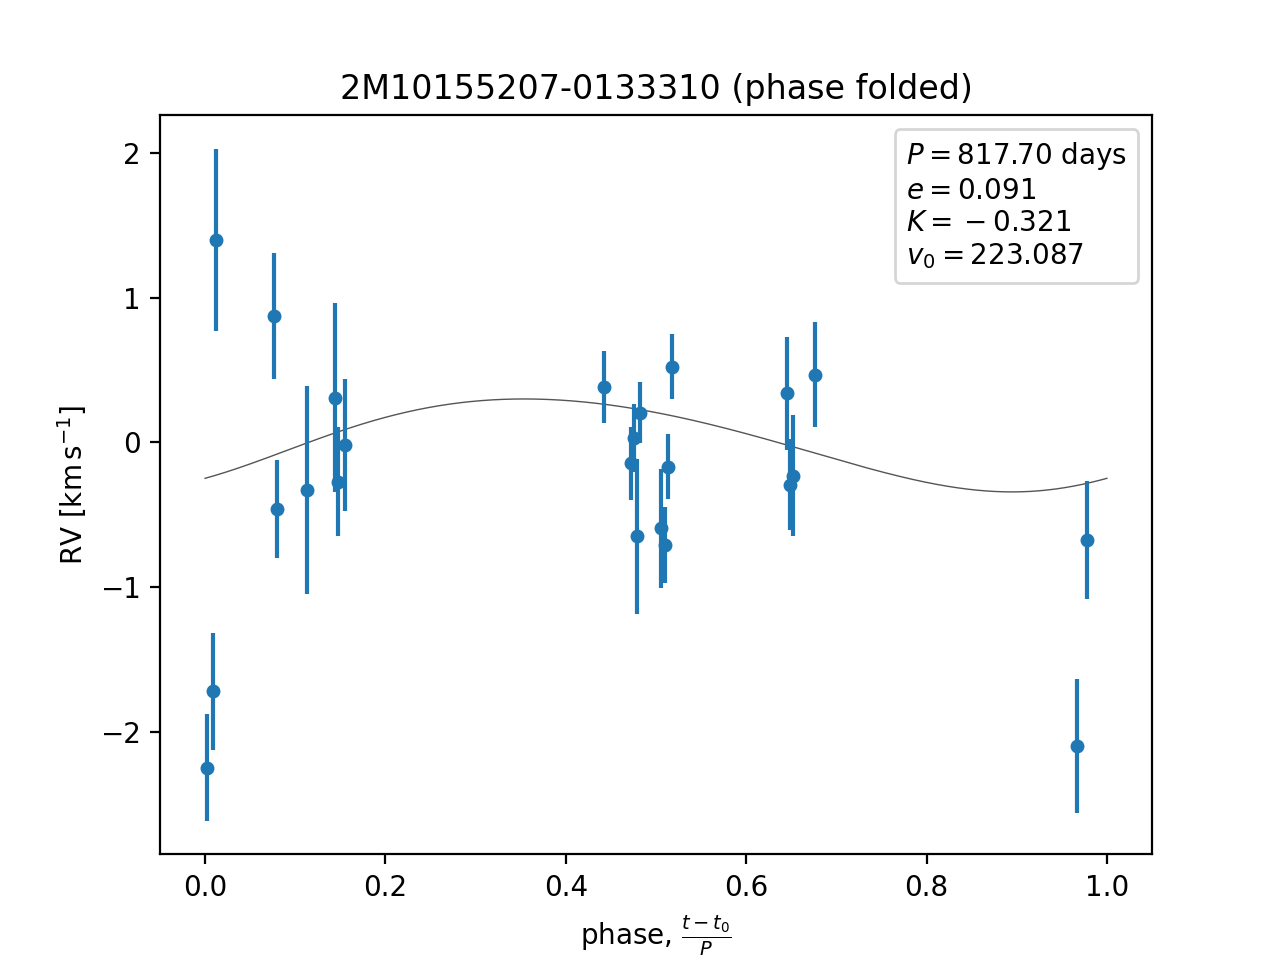 2M10155207-0133310 (phase folded)
P = 817.70 days
e = 0.091
K = −0.321
v₀ = 223.087
RV [km s⁻¹]
2
1
0
−1
−2
0.0 0.2 0.4 0.6 0.8 1.0
phase, (t − t₀)/P